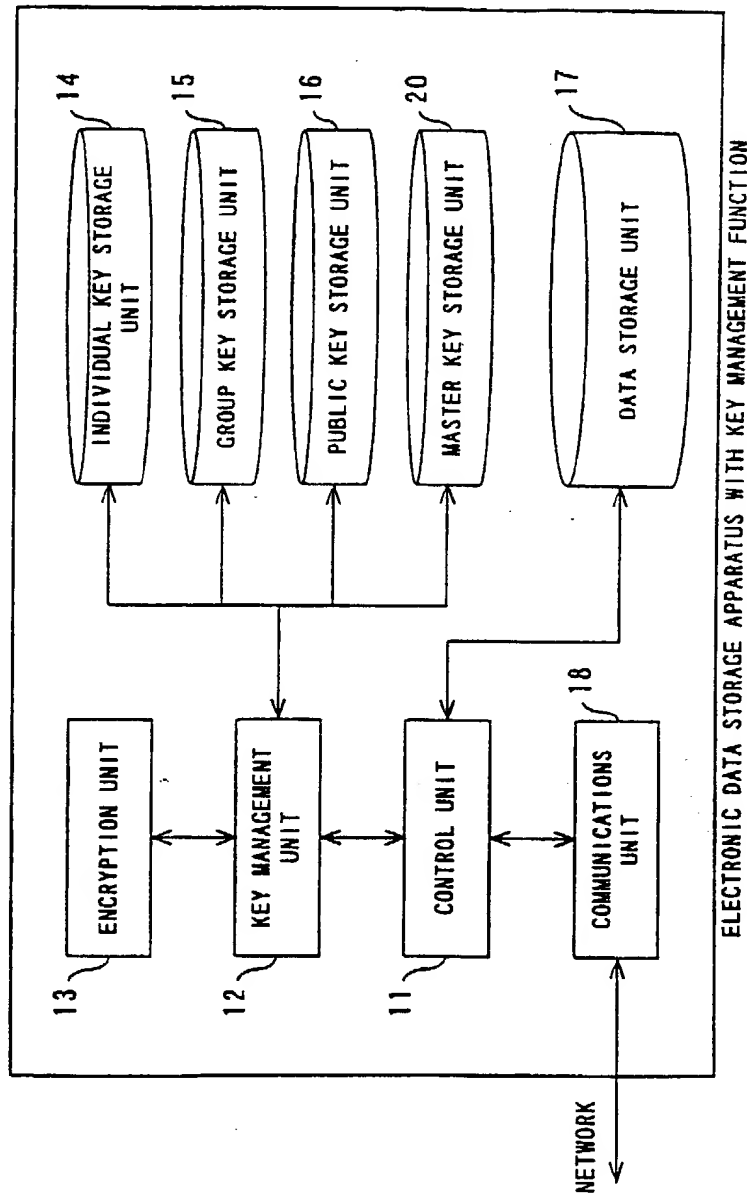 14
INDIVIDUAL KEY STORAGE
UNIT
15
GROUP KEY STORAGE UNIT
16
PUBLIC KEY STORAGE UNIT
20
MASTER KEY STORAGE UNIT
17
DATA STORAGE UNIT
13
ENCRYPTION UNIT
12
KEY MANAGEMENT
UNIT
11
CONTROL UNIT
18
COMMUNICATIONS
UNIT
NETWORK
ELECTRONIC DATA STORAGE APPARATUS WITH KEY MANAGEMENT FUNCTION